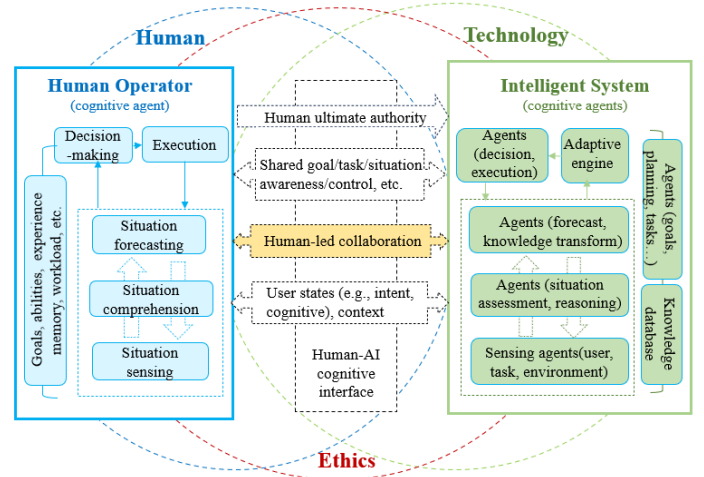 Human
Technology
Human Operator
(cognitive agent)
Decision
-making
Execution
Goals, abilities, experience
memory, workload, etc.
Situation
forecasting
Situation
comprehension
Situation
sensing
Human ultimate authority
Shared goal/task/situation
awareness/control, etc.
Human-led collaboration
User states (e.g., intent,
cognitive), context
Human-AI
cognitive
interface
Intelligent System
(cognitive agents)
Agents
(decision,
execution)
Adaptive
engine
Agents (forecast,
knowledge transform)
Agents (situation
assessment, reasoning)
Sensing agents(user,
task, environment)
Agents (goals,
planning, tasks…)
Knowledge
database
Ethics